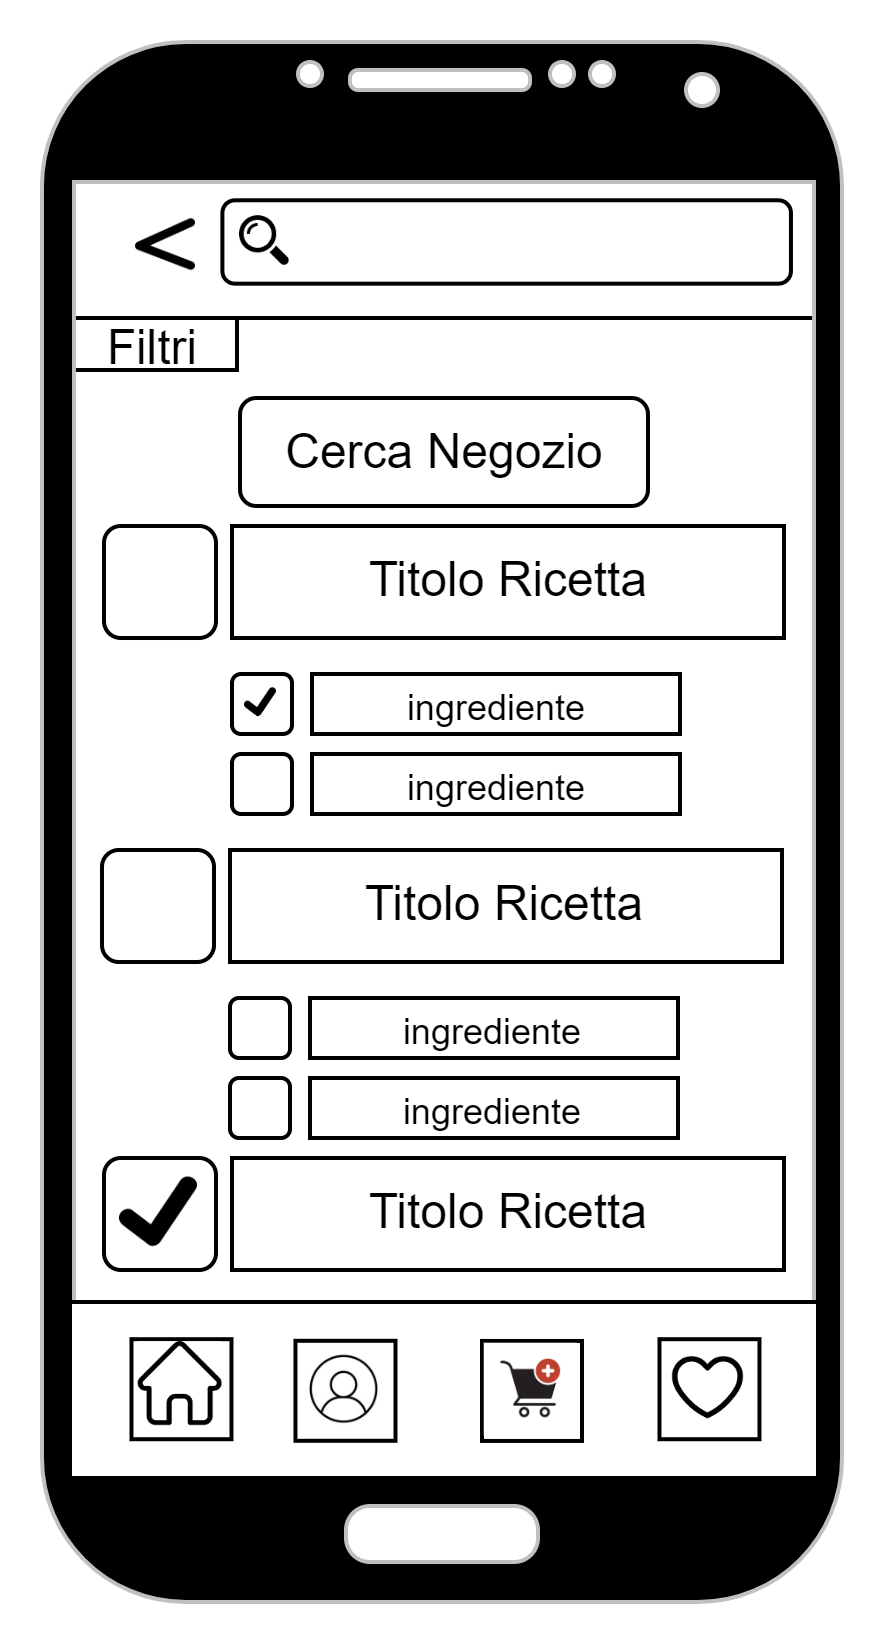 Filtri
Cerca Negozio
Titolo Ricetta
ingrediente
ingrediente
Titolo Ricetta
ingrediente
ingrediente
Titolo Ricetta